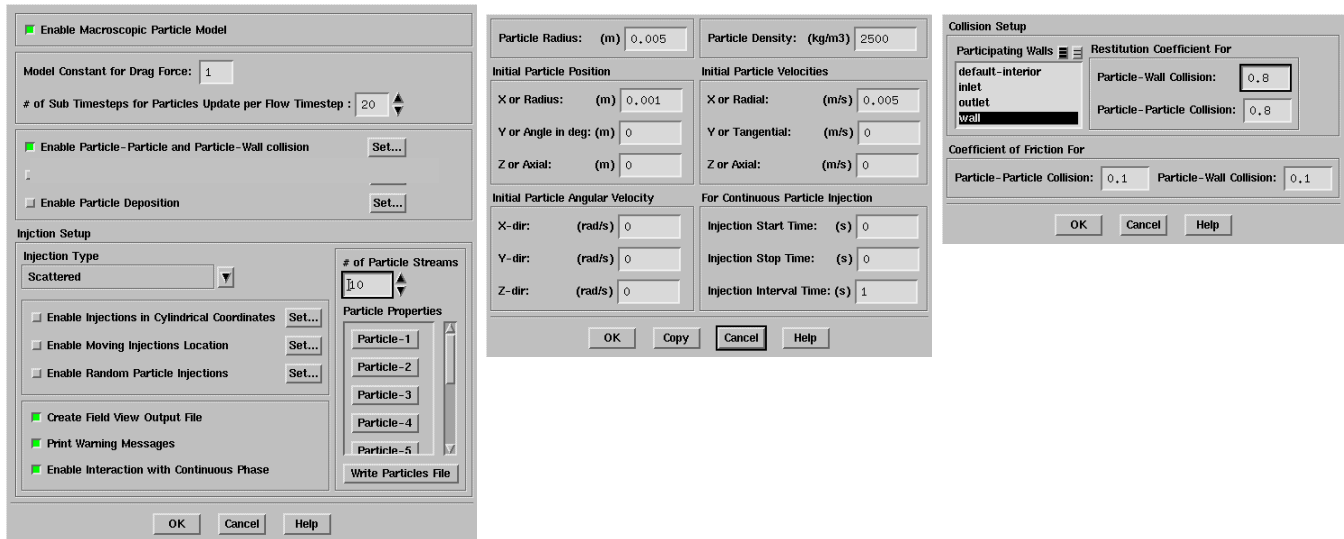 Enable Macroscopic Particle Model
Model Constant for Drag Force: 1
# of Sub Timesteps for Particles Update per Flow Timestep : 20
Enable Particle-Particle and Particle-Wall collision Set...
Enable Particle Deposition Set...
Injction Setup
Injection Type
Scattered
# of Particle Streams
10
Enable Injections in Cylindrical Coordinates Set...
Enable Moving Injections Location Set...
Enable Random Particle Injections Set...
Particle Properties
Particle-1
Particle-2
Particle-3
Particle-4
Particle-5
Create Field View Output File
Print Warning Messages
Enable Interaction with Continuous Phase
Write Particles File
OK Cancel Help
Particle Radius: (m) 0.005 Particle Density: (kg/m3) 2500
Initial Particle Position
X or Radius: (m) 0.001
Y or Angle in deg: (m) 0
Z or Axial: (m) 0
Initial Particle Velocities
X or Radial: (m/s) 0.005
Y or Tangential: (m/s) 0
Z or Axial: (m/s) 0
Initial Particle Angular Velocity
X-dir: (rad/s) 0
Y-dir: (rad/s) 0
Z-dir: (rad/s) 0
For Continuous Particle Injection
Injection Start Time: (s) 0
Injection Stop Time: (s) 0
Injection Interval Time: (s) 1
OK Copy Cancel Help
Collision Setup
Participating Walls
default-interior
inlet
outlet
wall
Restitution Coefficient For
Particle-Wall Collision: 0.8
Particle-Particle Collision: 0.8
Coefficient of Friction For
Particle-Particle Collision: 0.1 Particle-Wall Collision: 0.1
OK Cancel Help